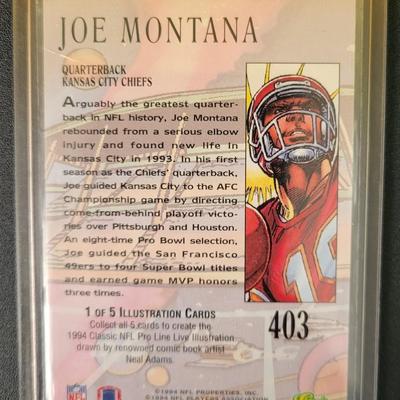 JOE MONTANA
QUARTERBACK
KANSAS CITY CHIEFS
Arguably the greatest quarter-
back in NFL history, Joe Montana
rebounded from a serious elbow
injury and found new life in
Kansas City in 1993. In his first
season as the Chiefs' quarterback,
Joe guided Kansas City to the AFC
Championship game by directing
come-from-behind playoff victo-
ries over Pittsburgh and Houston.
An eight-time Pro Bowl selection,
Joe guided the San Francisco
49ers to four Super Bowl titles
and earned game MVP honors
three times.
1 OF 5 ILLUSTRATION CARDS
Collect all 5 cards to create the
1994 Classic NFL Pro Line Live Illustration
drawn by renowned comic book artist
Neal Adams.
403
NFL
©1994 NFL PROPERTIES, INC.
©1994 NFL PLAYERS ASSOCIATION